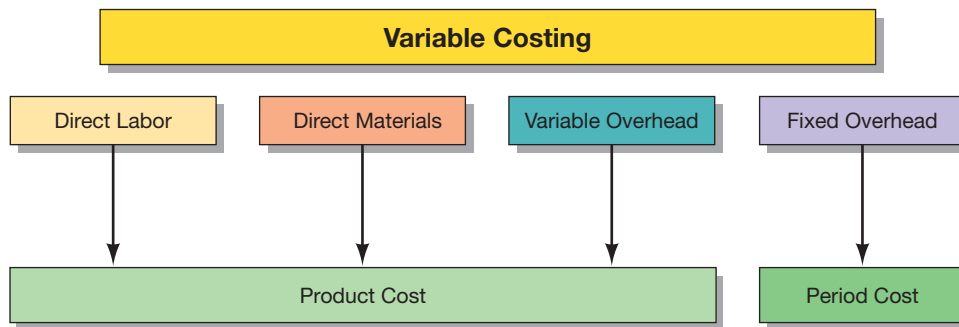 Variable Costing
Direct Labor
Direct Materials
Variable Overhead
Fixed Overhead
Product Cost
Period Cost